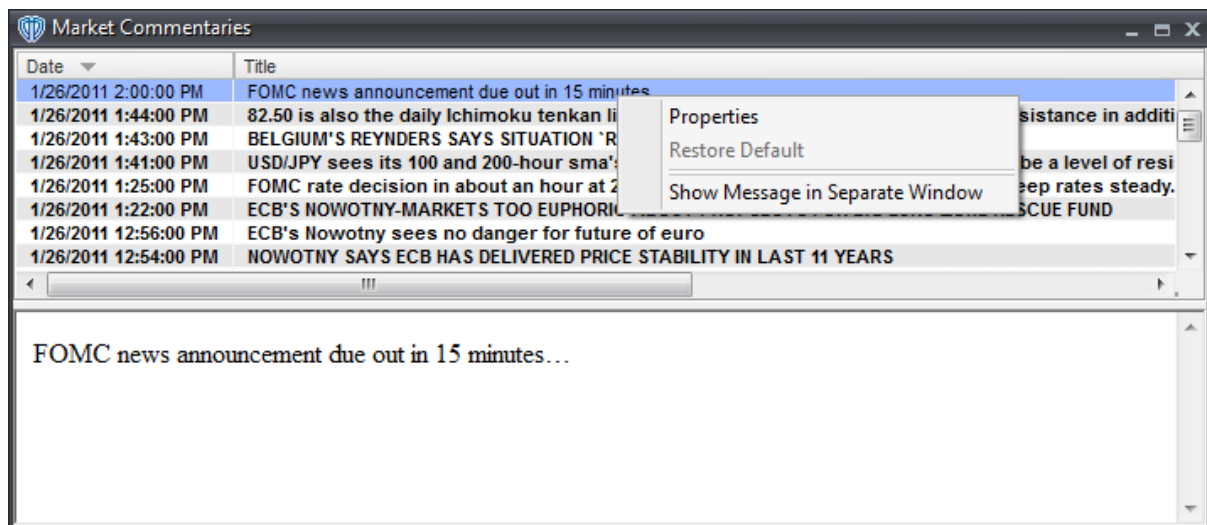 Market Commentaries
Date Title
1/26/2011 2:00:00 PM FOMC news announcement due out in 15 minutes
1/26/2011 1:44:00 PM 82.50 is also the daily Ichimoku tenkan li sistance in additi
1/26/2011 1:43:00 PM BELGIUM'S REYNDERS SAYS SITUATION `R
1/26/2011 1:41:00 PM USD/JPY sees its 100 and 200-hour sma's be a level of resi
1/26/2011 1:25:00 PM FOMC rate decision in about an hour at 2 eep rates steady.
1/26/2011 1:22:00 PM ECB'S NOWOTNY-MARKETS TOO EUPHORIC SCUE FUND
1/26/2011 12:56:00 PM ECB's Nowotny sees no danger for future of euro
1/26/2011 12:54:00 PM NOWOTNY SAYS ECB HAS DELIVERED PRICE STABILITY IN LAST 11 YEARS
Properties
Restore Default
Show Message in Separate Window
FOMC news announcement due out in 15 minutes…